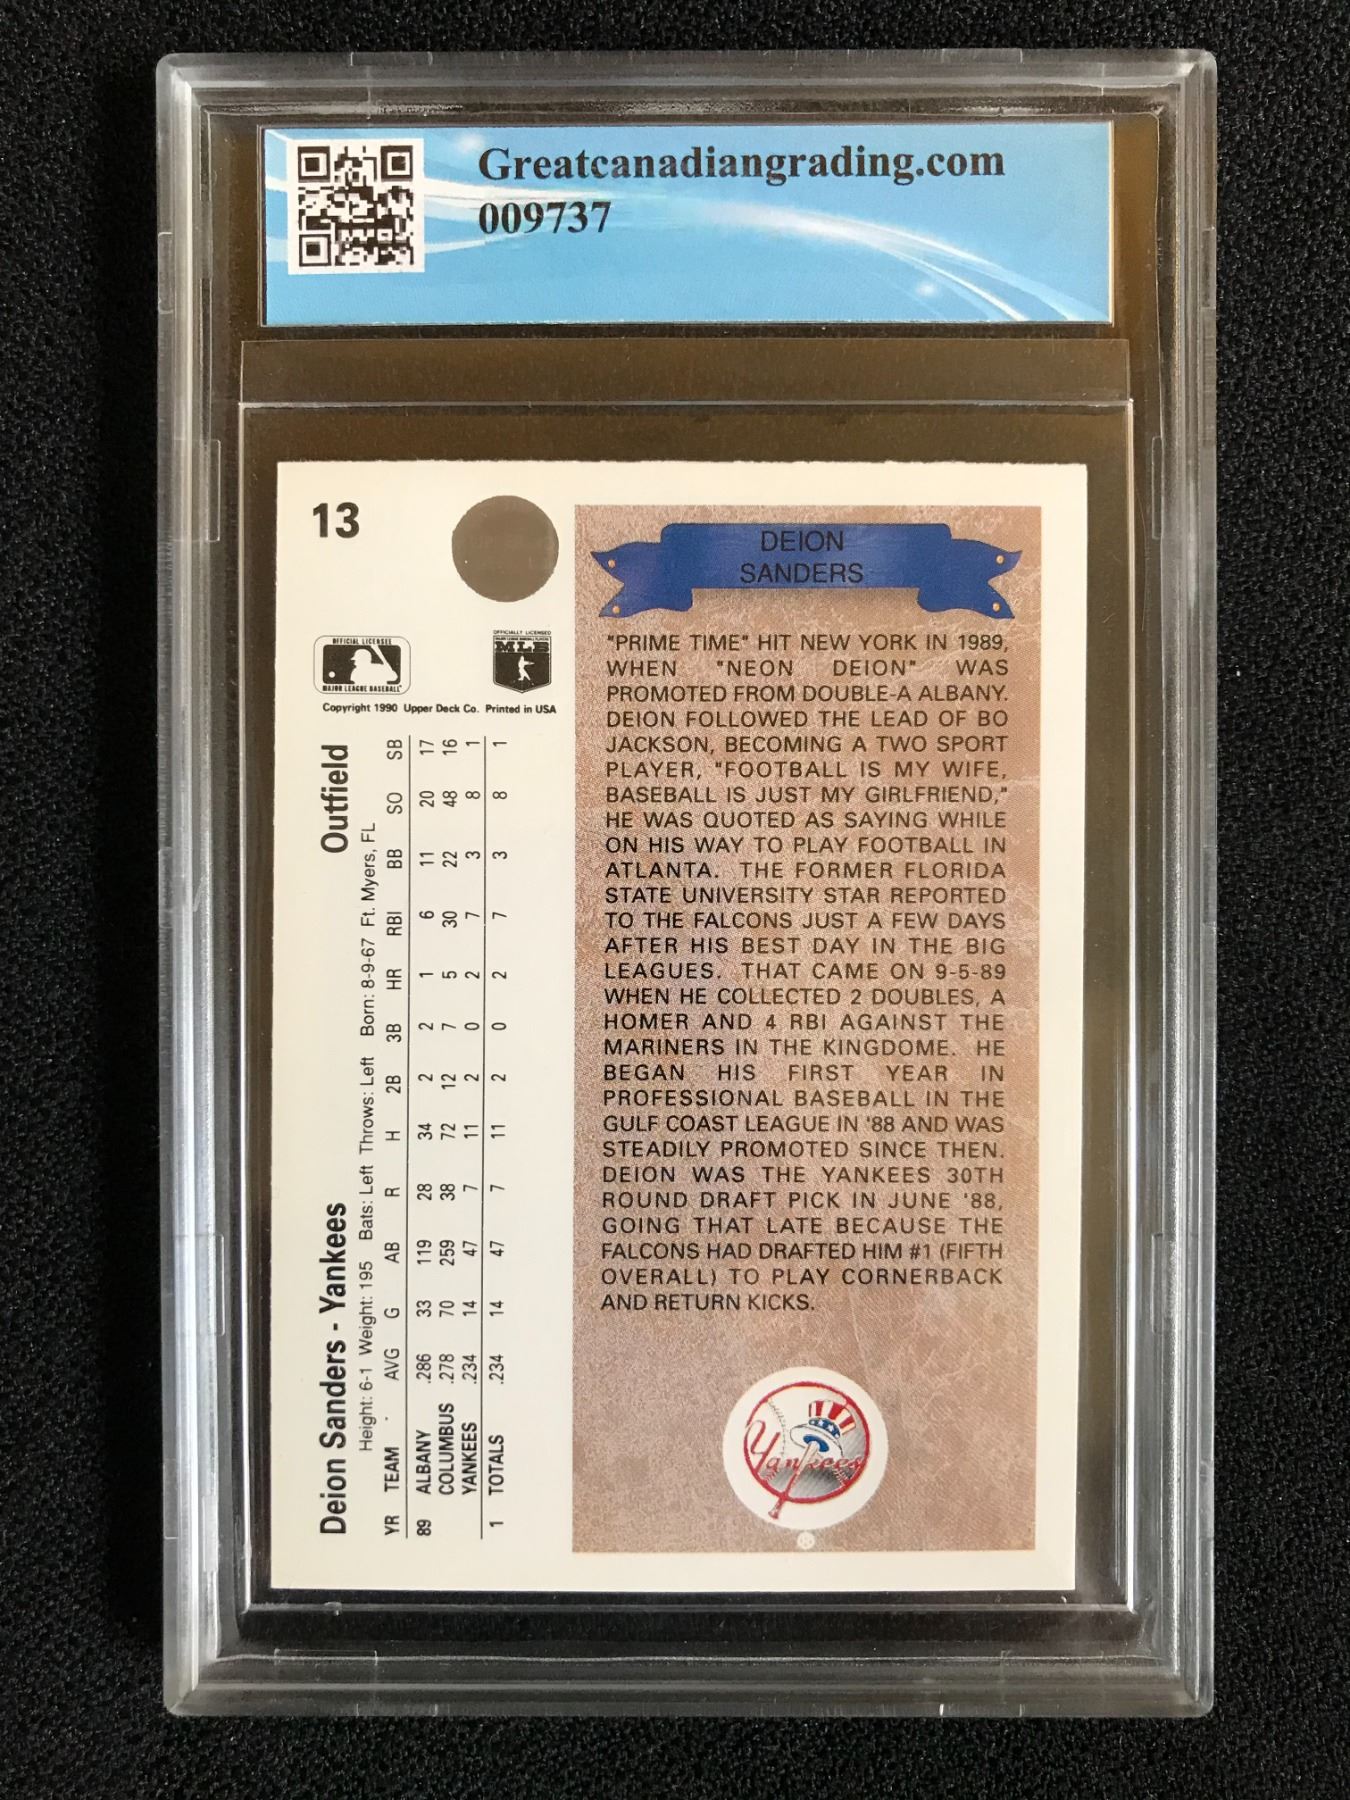 Greatcanadiangrading.com
009737
13
OFFICIAL LICENSEE
MAJOR LEAGUE BASEBALL
OFFICIALLY LICENSED
MAJOR LEAGUE BASEBALL PLAYERS
MLB
Copyright 1990 Upper Deck Co. Printed in USA
Deion Sanders - Yankees Outfield
Height: 6-1 Weight: 195 Bats: Left Throws: Left Born: 8-9-67 Ft. Myers, FL
YR TEAM AVG G AB R H 2B 3B HR RBI BB SO SB
89 ALBANY .286 33 119 28 34 2 2 1 6 11 20 17
COLUMBUS .278 70 259 38 72 12 7 5 30 22 48 16
YANKEES .234 14 47 7 11 2 0 2 7 3 8 1
1 TOTALS .234 14 47 7 11 2 0 2 7 3 8 1
DEION
SANDERS
"PRIME TIME" HIT NEW YORK IN 1989,
WHEN "NEON DEION" WAS
PROMOTED FROM DOUBLE-A ALBANY.
DEION FOLLOWED THE LEAD OF BO
JACKSON, BECOMING A TWO SPORT
PLAYER, "FOOTBALL IS MY WIFE,
BASEBALL IS JUST MY GIRLFRIEND,"
HE WAS QUOTED AS SAYING WHILE
ON HIS WAY TO PLAY FOOTBALL IN
ATLANTA. THE FORMER FLORIDA
STATE UNIVERSITY STAR REPORTED
TO THE FALCONS JUST A FEW DAYS
AFTER HIS BEST DAY IN THE BIG
LEAGUES. THAT CAME ON 9-5-89
WHEN HE COLLECTED 2 DOUBLES, A
HOMER AND 4 RBI AGAINST THE
MARINERS IN THE KINGDOME. HE
BEGAN HIS FIRST YEAR IN
PROFESSIONAL BASEBALL IN THE
GULF COAST LEAGUE IN '88 AND WAS
STEADILY PROMOTED SINCE THEN.
DEION WAS THE YANKEES 30TH
ROUND DRAFT PICK IN JUNE '88,
GOING THAT LATE BECAUSE THE
FALCONS HAD DRAFTED HIM #1 (FIFTH
OVERALL) TO PLAY CORNERBACK
AND RETURN KICKS.
Yankees